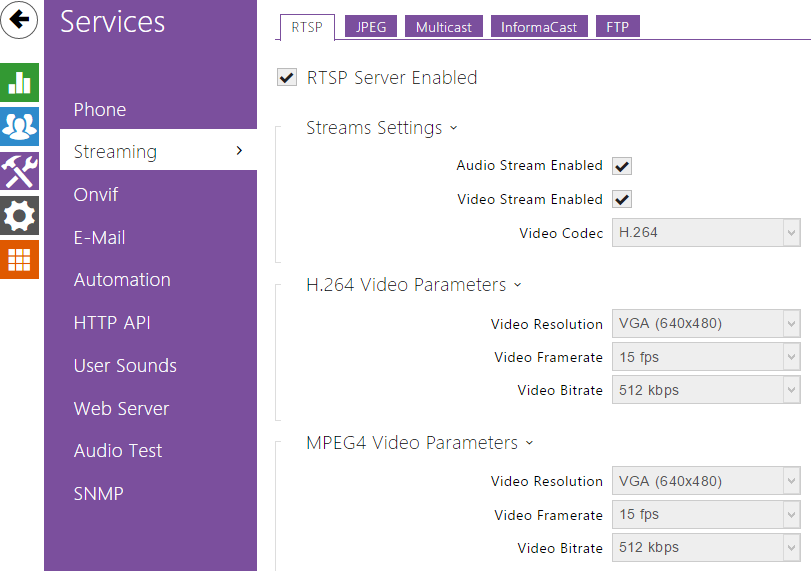 Services
Phone
Streaming
Onvif
E-Mail
Automation
HTTP API
User Sounds
Web Server
Audio Test
SNMP
RTSP JPEG Multicast InformaCast FTP
RTSP Server Enabled
Streams Settings
Audio Stream Enabled
Video Stream Enabled
Video Codec H.264
H.264 Video Parameters
Video Resolution VGA (640x480)
Video Framerate 15 fps
Video Bitrate 512 kbps
MPEG4 Video Parameters
Video Resolution VGA (640x480)
Video Framerate 15 fps
Video Bitrate 512 kbps